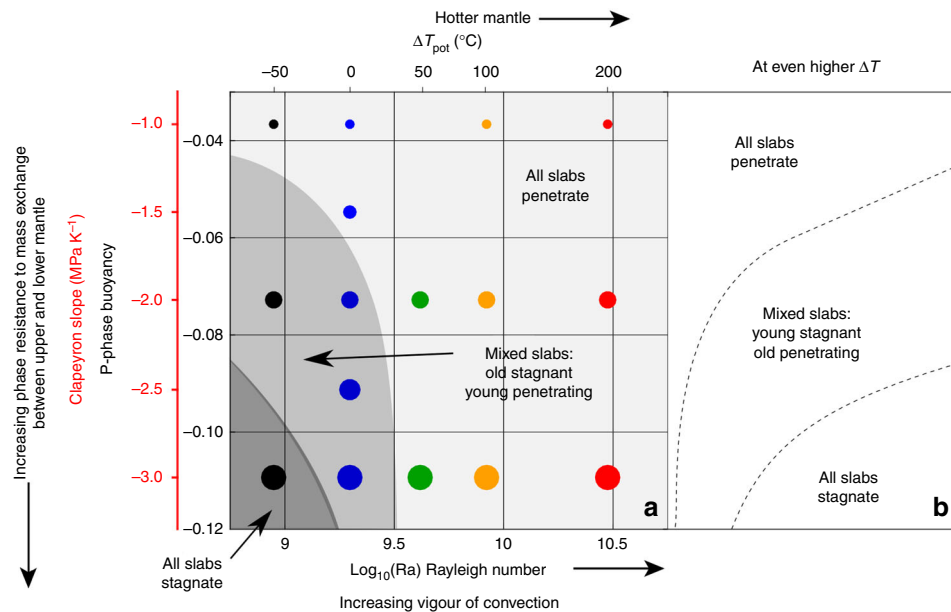 Hotter mantle
ΔTpot (°C)
−50 0 50 100 200
At even higher ΔT
Increasing phase resistance to mass exchange
between upper and lower mantle
Clapeyron slope (MPa K−1)
P-phase buoyancy
−1.0
−1.5
−2.0
−2.5
−3.0
−0.04
−0.06
−0.08
−0.10
−0.12
All slabs
penetrate
Mixed slabs:
old stagnant
young penetrating
a
All slabs
stagnate
9 9.5 10 10.5
Log10(Ra) Rayleigh number
Increasing vigour of convection
All slabs
penetrate
Mixed slabs:
young stagnant
old penetrating
All slabs
stagnate
b